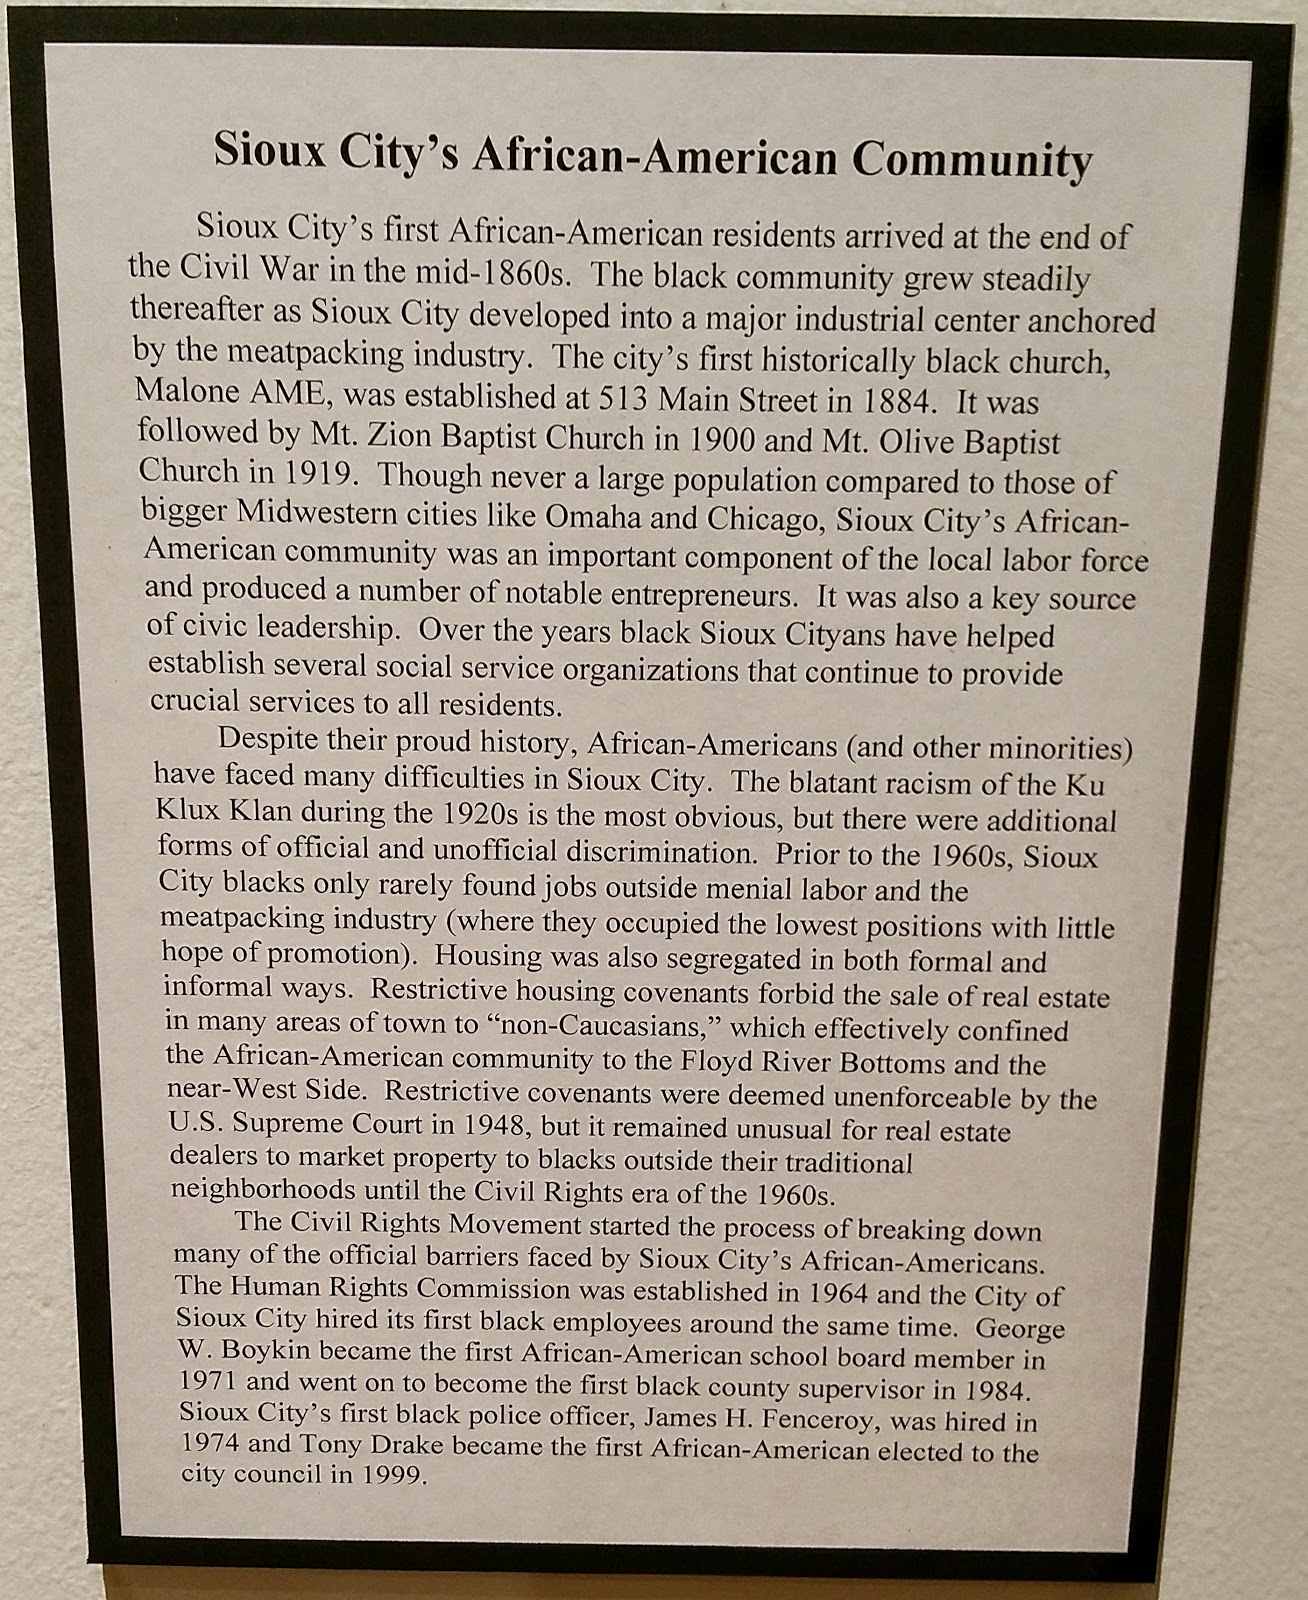 Sioux City's African-American Community
Sioux City's first African-American residents arrived at the end of
the Civil War in the mid-1860s. The black community grew steadily
thereafter as Sioux City developed into a major industrial center anchored
by the meatpacking industry. The city's first historically black church,
Malone AME, was established at 513 Main Street in 1884. It was
followed by Mt. Zion Baptist Church in 1900 and Mt. Olive Baptist
Church in 1919. Though never a large population compared to those of
bigger Midwestern cities like Omaha and Chicago, Sioux City's African-
American community was an important component of the local labor force
and produced a number of notable entrepreneurs. It was also a key source
of civic leadership. Over the years black Sioux Cityans have helped
establish several social service organizations that continue to provide
crucial services to all residents.
Despite their proud history, African-Americans (and other minorities)
have faced many difficulties in Sioux City. The blatant racism of the Ku
Klux Klan during the 1920s is the most obvious, but there were additional
forms of official and unofficial discrimination. Prior to the 1960s, Sioux
City blacks only rarely found jobs outside menial labor and the
meatpacking industry (where they occupied the lowest positions with little
hope of promotion). Housing was also segregated in both formal and
informal ways. Restrictive housing covenants forbid the sale of real estate
in many areas of town to "non-Caucasians," which effectively confined
the African-American community to the Floyd River Bottoms and the
near-West Side. Restrictive covenants were deemed unenforceable by the
U.S. Supreme Court in 1948, but it remained unusual for real estate
dealers to market property to blacks outside their traditional
neighborhoods until the Civil Rights era of the 1960s.
The Civil Rights Movement started the process of breaking down
many of the official barriers faced by Sioux City's African-Americans.
The Human Rights Commission was established in 1964 and the City of
Sioux City hired its first black employees around the same time. George
W. Boykin became the first African-American school board member in
1971 and went on to become the first black county supervisor in 1984.
Sioux City's first black police officer, James H. Fenceroy, was hired in
1974 and Tony Drake became the first African-American elected to the
city council in 1999.